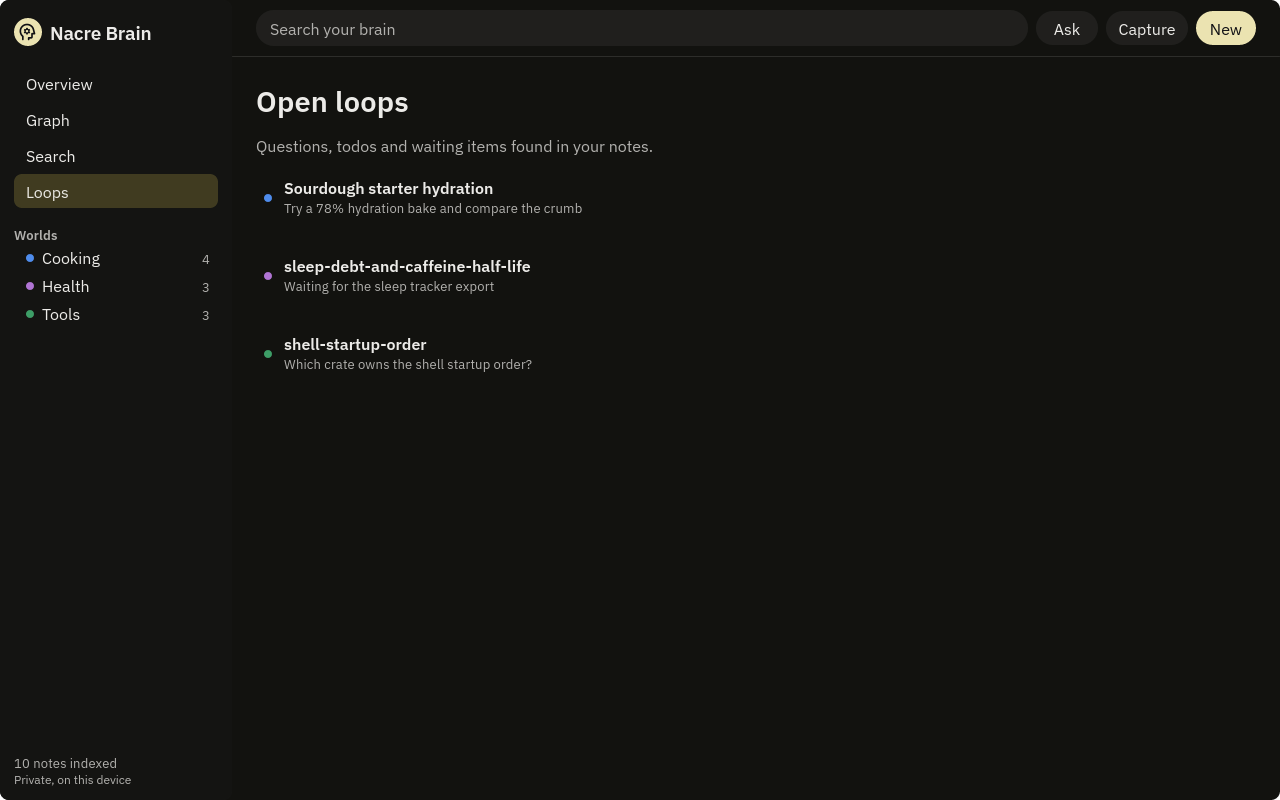 Nacre Brain
Search your brain
Ask
Capture
New
Overview
Graph
Search
Loops
Worlds
Cooking 4
Health 3
Tools 3
10 notes indexed
Private, on this device
Open loops
Questions, todos and waiting items found in your notes.
Sourdough starter hydration
Try a 78% hydration bake and compare the crumb
sleep-debt-and-caffeine-half-life
Waiting for the sleep tracker export
shell-startup-order
Which crate owns the shell startup order?